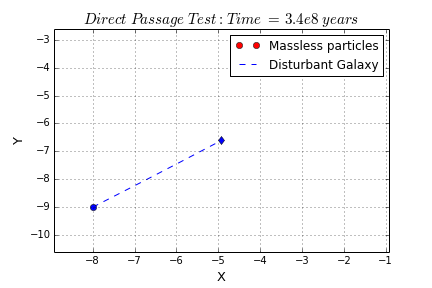 Direct Passage Test : Time = 3.4e8 years
Massless particles
Disturbant Galaxy
−3
−4
−5
−6
−7
−8
−9
−10
Y
−8 −7 −6 −5 −4 −3 −2 −1
X